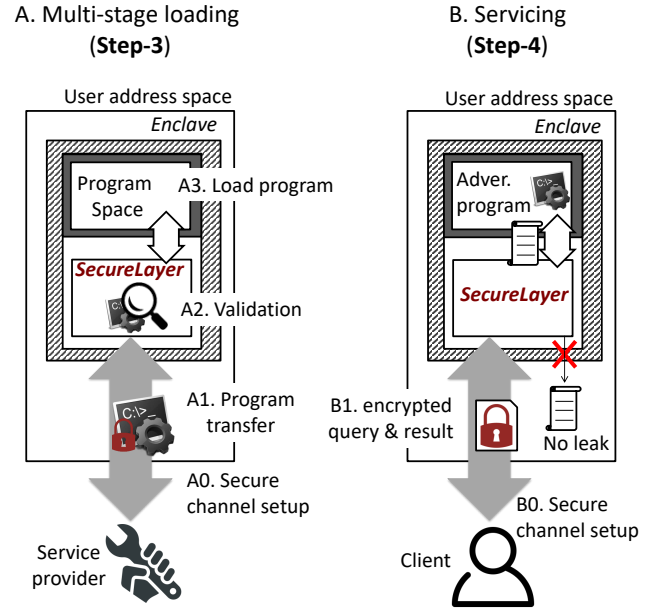 A. Multi-stage loading
(Step-3)
User address space
Enclave
Program
Space
A3. Load program
SecureLayer
A2. Validation
C:\>_
A1. Program
transfer
A0. Secure
channel setup
Service
provider
B. Servicing
(Step-4)
User address space
Enclave
Adver.
program
C:\>_
SecureLayer
B1. encrypted
query & result
No leak
B0. Secure
channel setup
Client